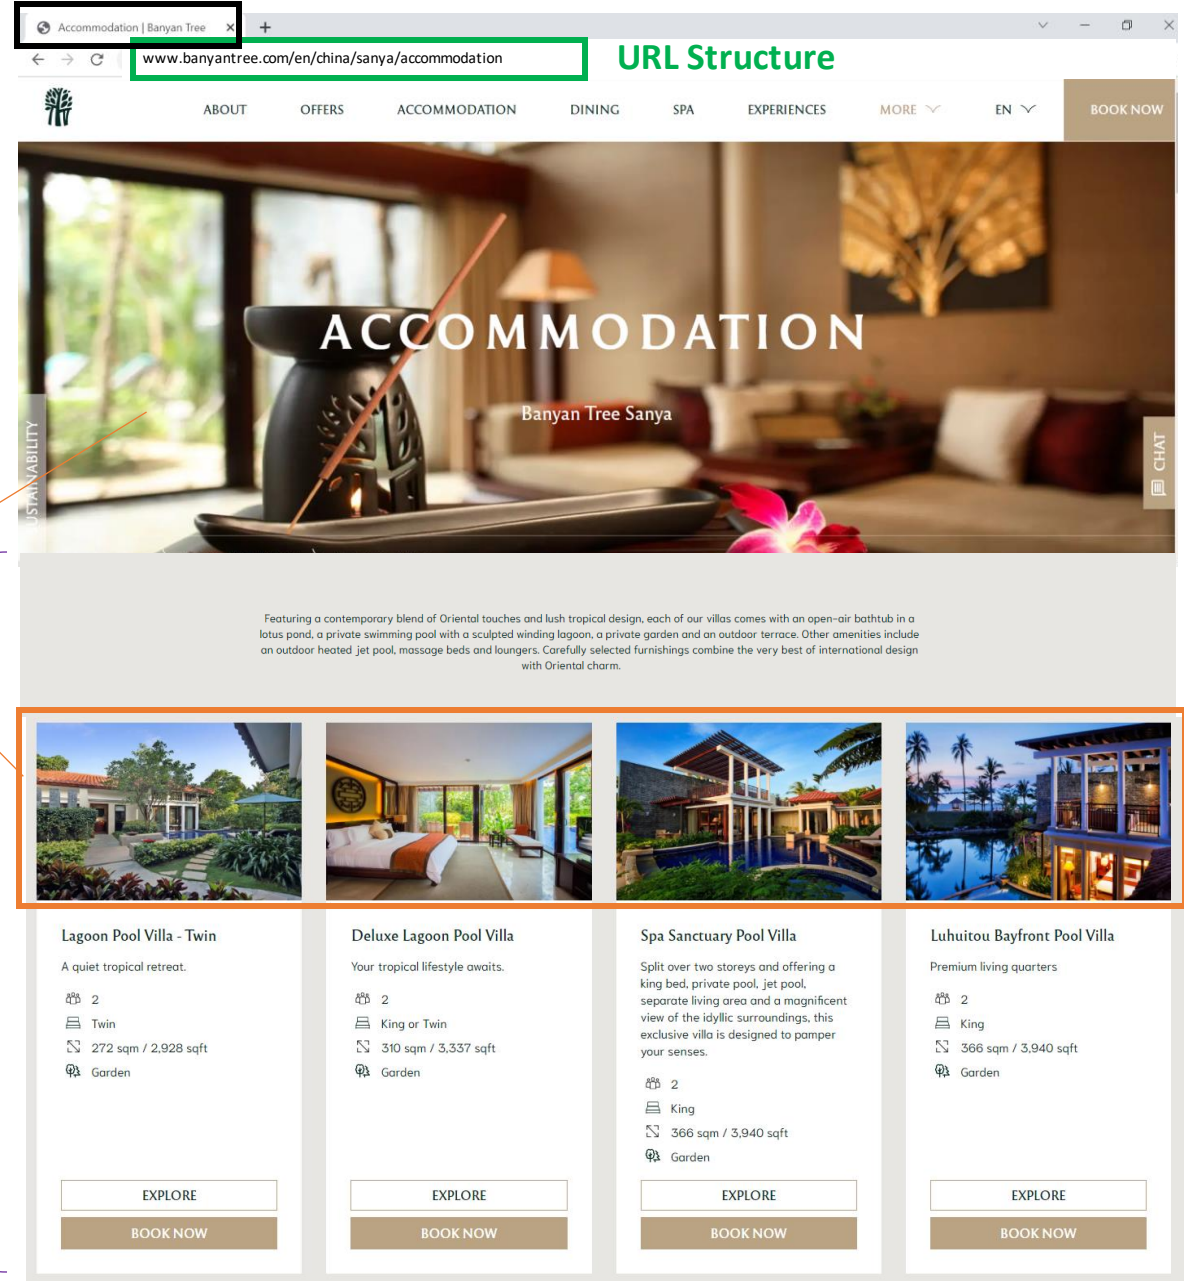 Accommodation | Banyan Tree
www.banyantree.com/en/china/sanya/accommodation
URL Structure
ABOUT OFFERS ACCOMMODATION DINING SPA EXPERIENCES MORE EN BOOK NOW
ACCOMMODATION
Banyan Tree Sanya
USTAINABILITY
CHAT
Featuring a contemporary blend of Oriental touches and lush tropical design, each of our villas comes with an open-air bathtub in a
lotus pond, a private swimming pool with a sculpted winding lagoon, a private garden and an outdoor terrace. Other amenities include
an outdoor heated jet pool, massage beds and loungers. Carefully selected furnishings combine the very best of international design
with Oriental charm.
Lagoon Pool Villa - Twin
A quiet tropical retreat.
2
Twin
272 sqm / 2,928 sqft
Garden
EXPLORE
BOOK NOW
Deluxe Lagoon Pool Villa
Your tropical lifestyle awaits.
2
King or Twin
310 sqm / 3,337 sqft
Garden
EXPLORE
BOOK NOW
Spa Sanctuary Pool Villa
Split over two storeys and offering a
king bed, private pool, jet pool,
separate living area and a magnificent
view of the idyllic surroundings, this
exclusive villa is designed to pamper
your senses.
2
King
366 sqm / 3,940 sqft
Garden
EXPLORE
BOOK NOW
Luhuitou Bayfront Pool Villa
Premium living quarters
2
King
366 sqm / 3,940 sqft
Garden
EXPLORE
BOOK NOW